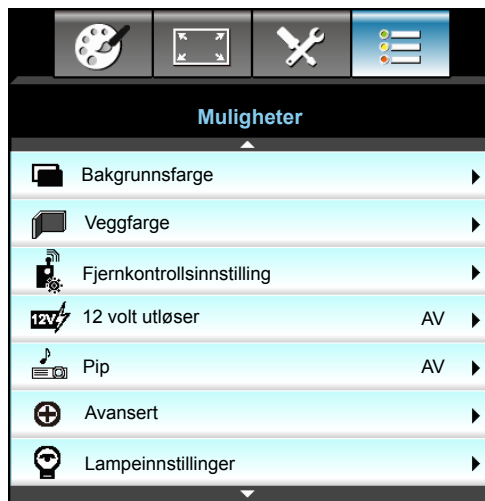 Muligheter
Bakgrunnsfarge
Veggfarge
Fjernkontrollsinnstilling
12V 12 volt utløser AV
Pip AV
Avansert
Lampeinnstillinger